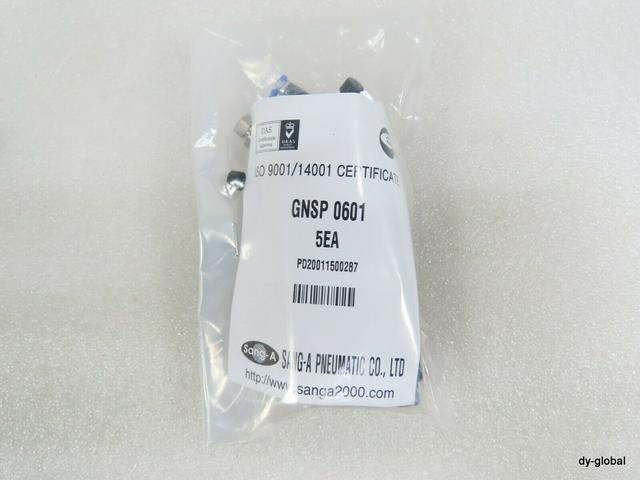 DAS
Certification
UKAS
ISO 9001/14001 CERTIFICATE
GNSP 0601
5EA
PD20011500287
Sang-A
SANG-A PNEUMATIC CO., LTD
http://www.sanga2000.com
dy-global